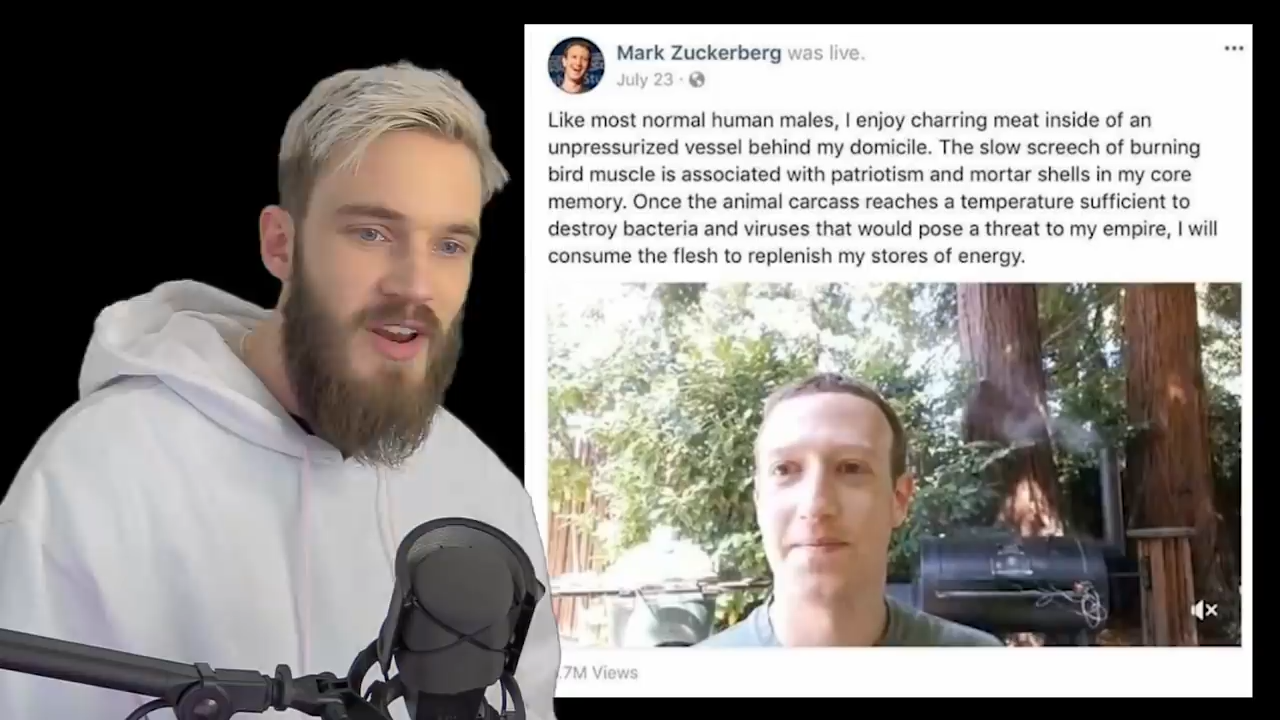 Mark Zuckerberg was live.
July 23 ·
Like most normal human males, I enjoy charring meat inside of an
unpressurized vessel behind my domicile. The slow screech of burning
bird muscle is associated with patriotism and mortar shells in my core
memory. Once the animal carcass reaches a temperature sufficient to
destroy bacteria and viruses that would pose a threat to my empire, I will
consume the flesh to replenish my stores of energy.
.7M Views